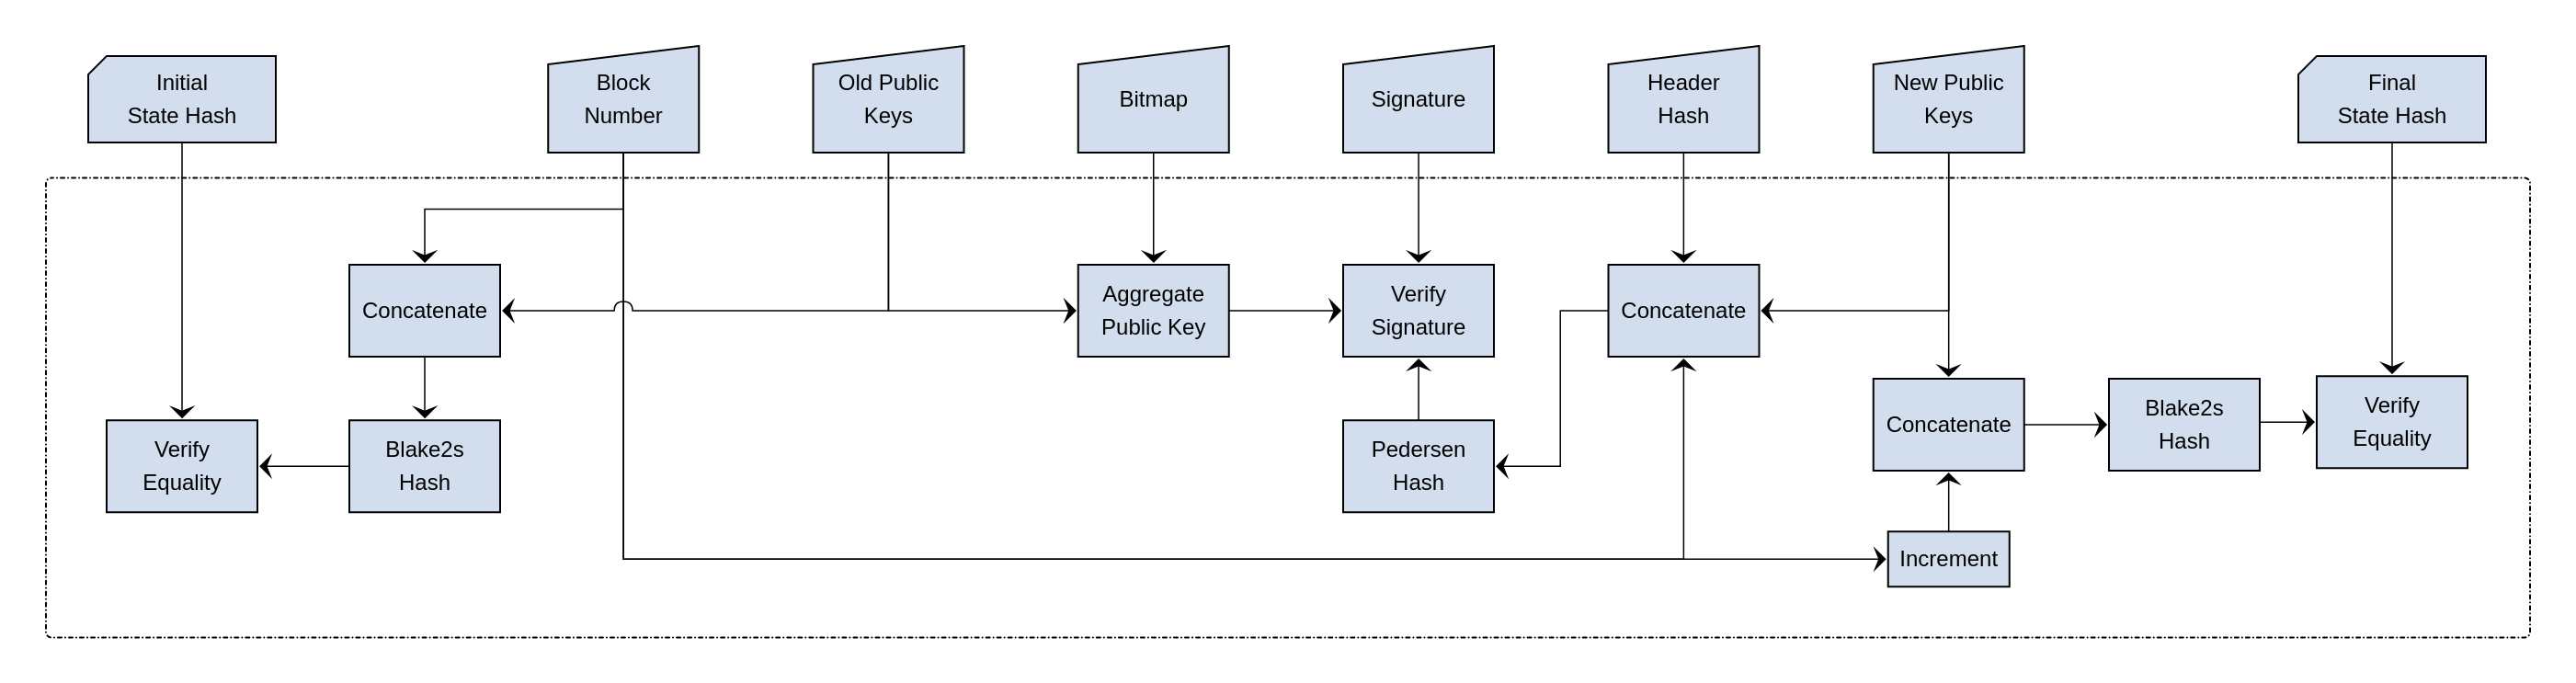 Initial
State Hash
Block
Number
Old Public
Keys
Bitmap
Signature
Header
Hash
New Public
Keys
Final
State Hash
Concatenate
Aggregate
Public Key
Verify
Signature
Concatenate
Verify
Equality
Blake2s
Hash
Pedersen
Hash
Concatenate
Blake2s
Hash
Verify
Equality
Increment